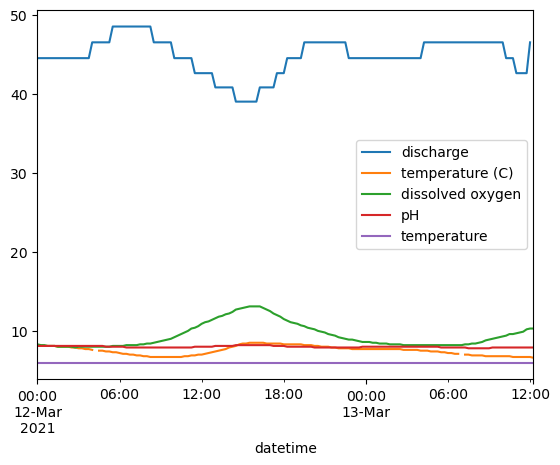 50
40
30
20
10
discharge
temperature (C)
dissolved oxygen
pH
temperature
00:00 06:00 12:00 18:00 00:00 06:00 12:00
12-Mar 13-Mar
2021
datetime